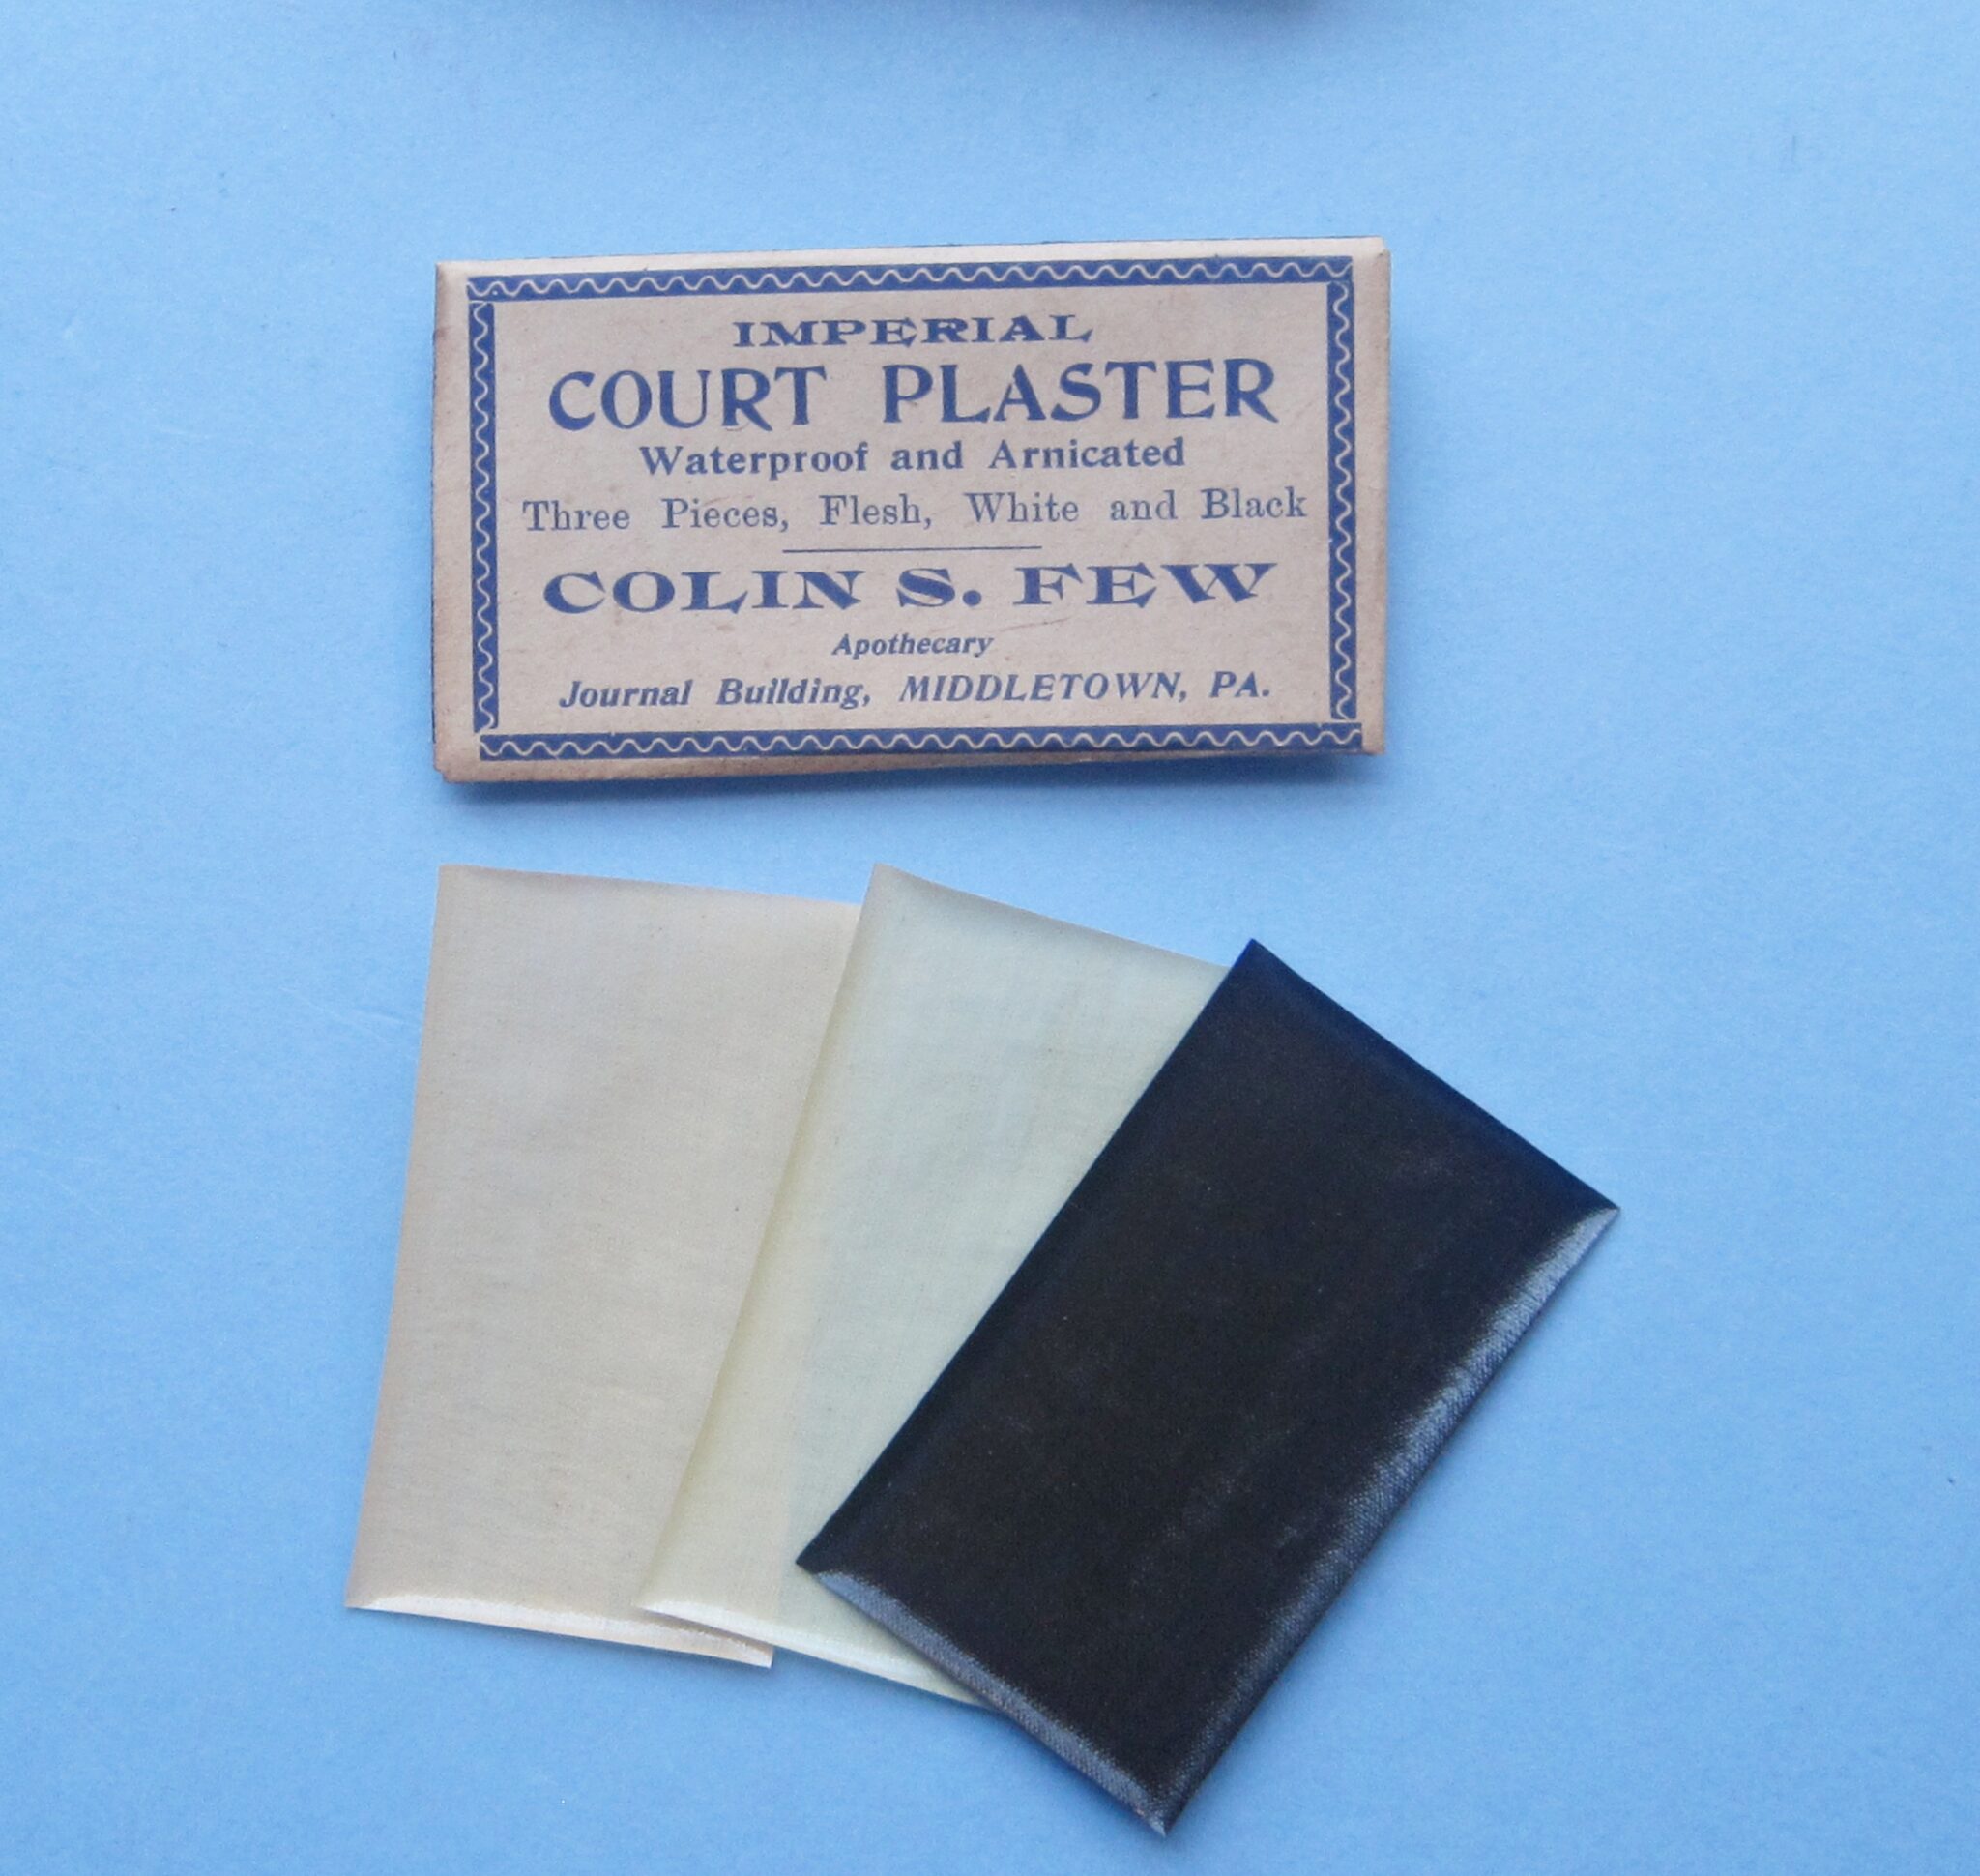 IMPERIAL
COURT PLASTER
Waterproof and Arnicated
Three Pieces, Flesh, White and Black
COLIN S. FEW
Apothecary
Journal Building, MIDDLETOWN, PA.